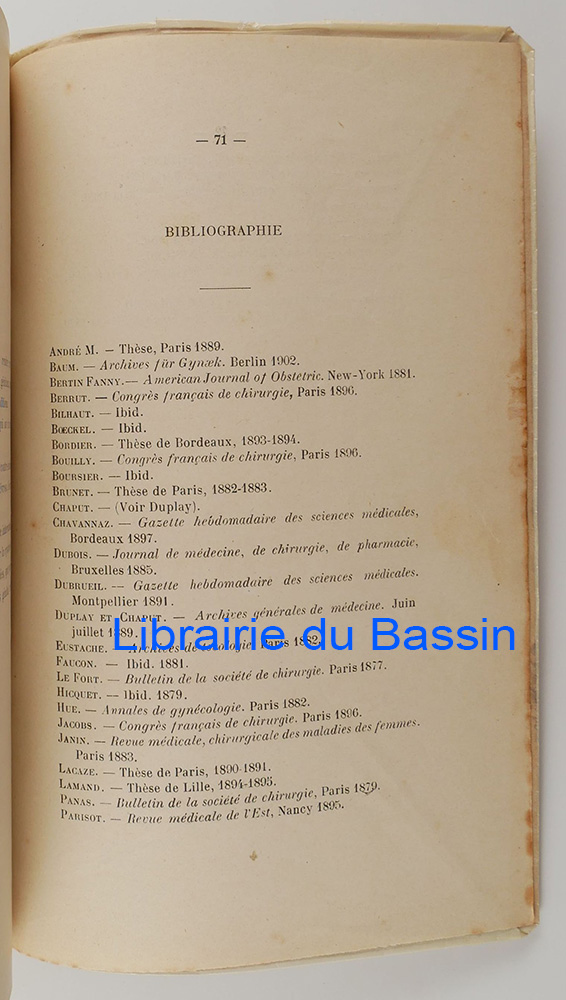 — 71 —
BIBLIOGRAPHIE
ANDRÉ M. — Thèse, Paris 1889.
BAUM. — Archives für Gynæk. Berlin 1902.
BERTIN FANNY. — American Journal of Obstetric. New-York 1881.
BERRUT. — Congrès français de chirurgie, Paris 1896.
BILHAUT. — Ibid.
BŒCKEL. — Ibid.
BORDIER. — Thèse de Bordeaux, 1893-1894.
BOUILLY. — Congrès français de chirurgie, Paris 1896.
BOURSIER. — Ibid.
BRUNET. — Thèse de Paris, 1882-1883.
CHAPUT. — (Voir Duplay).
CHAVANNAZ. — Gazette hebdomadaire des sciences médicales,
Bordeaux 1897.
DUBOIS. — Journal de médecine, de chirurgie, de pharmacie,
Bruxelles 1885.
DUBRUEIL. — Gazette hebdomadaire des sciences médicales.
Montpellier 1891.
DUPLAY ET CHAPUT. — Archives générales de médecine. Juin
juillet 1889.
Librairie du Bassin
EUSTACHE. — Archives de tocologie, Paris 1882.
FAUCON. — Ibid. 1881.
LE FORT. — Bulletin de la société de chirurgie. Paris 1877.
HICQUET. — Ibid. 1879.
HUE. — Annales de gynécologie. Paris 1882.
JACOBS. — Congrès français de chirurgie. Paris 1896.
JANIN. — Revue médicale, chirurgicale des maladies des femmes.
Paris 1883.
LACAZE. — Thèse de Paris, 1890-1891.
LAMAND. — Thèse de Lille, 1894-1895.
PANAS. — Bulletin de la société de chirurgie, Paris 1879.
PARISOT. — Revue médicale de l'Est, Nancy 1895.